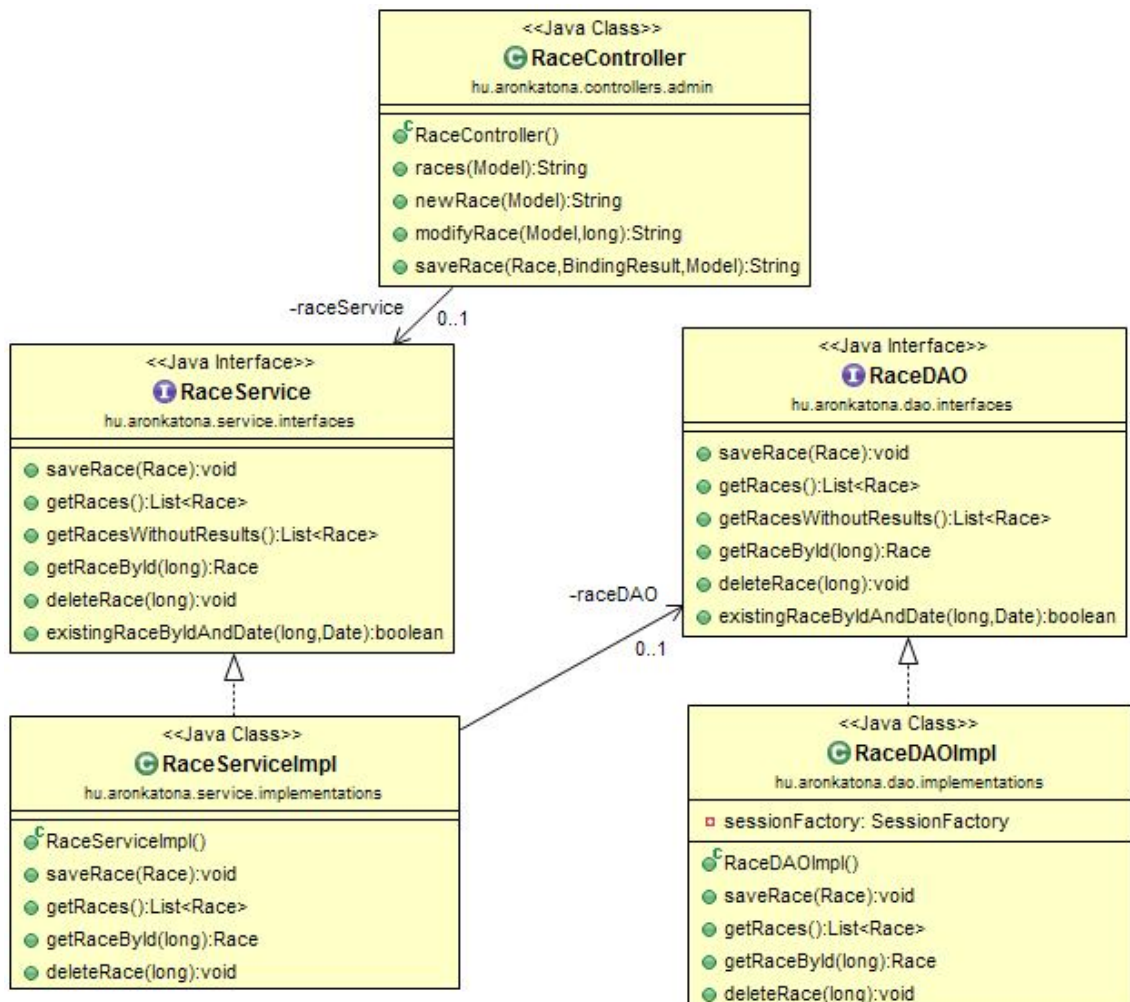 <<Java Class>>
RaceController
hu.aronkatona.controllers.admin
RaceController()
races(Model):String
newRace(Model):String
modifyRace(Model,long):String
saveRace(Race,BindingResult,Model):String
-raceService
0..1
<<Java Interface>>
RaceService
hu.aronkatona.service.interfaces
saveRace(Race):void
getRaces():List<Race>
getRacesWithoutResults():List<Race>
getRaceById(long):Race
deleteRace(long):void
existingRaceByIdAndDate(long,Date):boolean
<<Java Interface>>
RaceDAO
hu.aronkatona.dao.interfaces
saveRace(Race):void
getRaces():List<Race>
getRacesWithoutResults():List<Race>
getRaceById(long):Race
deleteRace(long):void
existingRaceByIdAndDate(long,Date):boolean
-raceDAO
0..1
<<Java Class>>
RaceServiceImpl
hu.aronkatona.service.implementations
RaceServiceImpl()
saveRace(Race):void
getRaces():List<Race>
getRaceById(long):Race
deleteRace(long):void
<<Java Class>>
RaceDAOImpl
hu.aronkatona.dao.implementations
sessionFactory: SessionFactory
RaceDAOImpl()
saveRace(Race):void
getRaces():List<Race>
getRaceById(long):Race
deleteRace(long):void